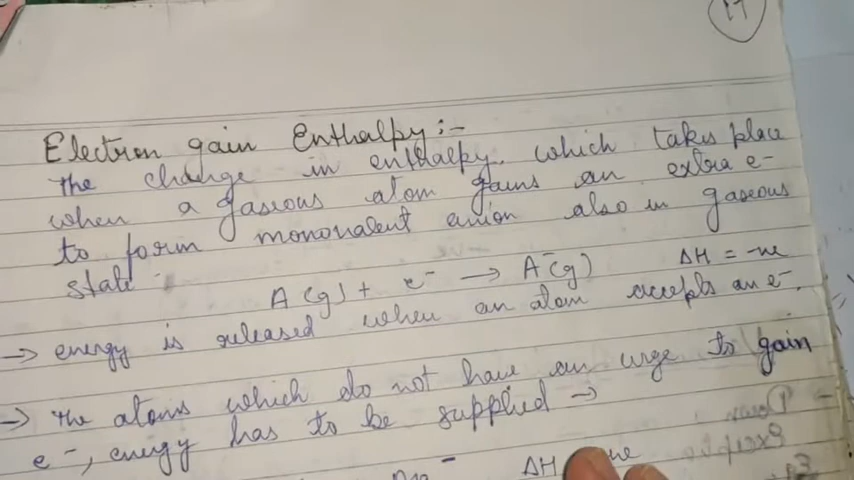 17
Electron gain Enthalpy :-
The change in enthalpy which takes place
when a gaseous atom gains an extra e-
to form monovalent anion also in gaseous
state
A (g) + e- → A-(g) ΔH = -ve
→ energy is released when an atom accepts an e-.
→ The atoms which do not have an urge to gain
e-, energy has to be supplied →
ΔH ve